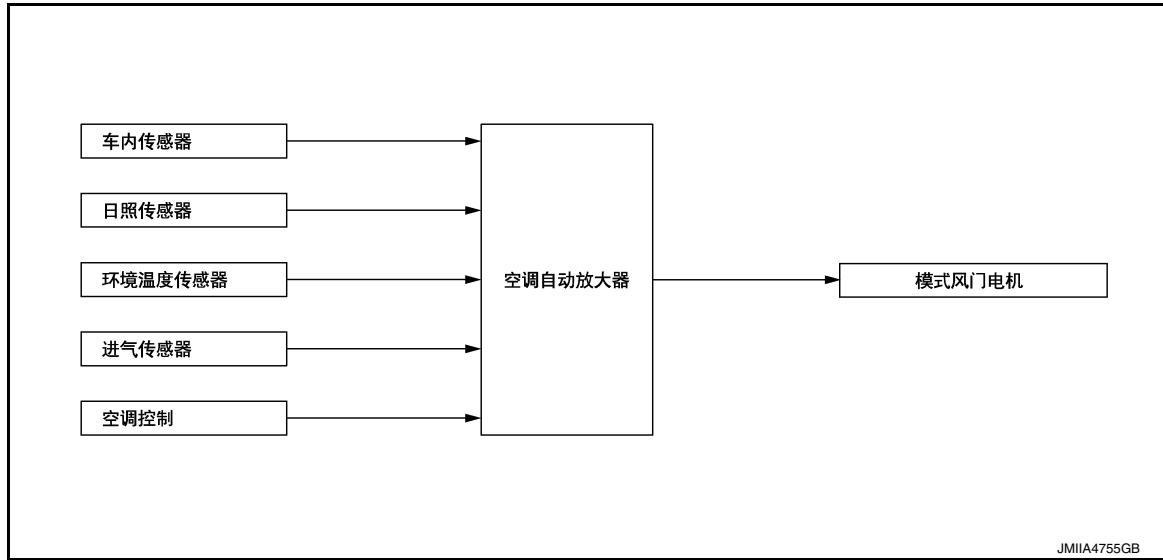 车内传感器
日照传感器
环境温度传感器
进气传感器
空调控制
空调自动放大器
模式风门电机
JMIIA4755GB